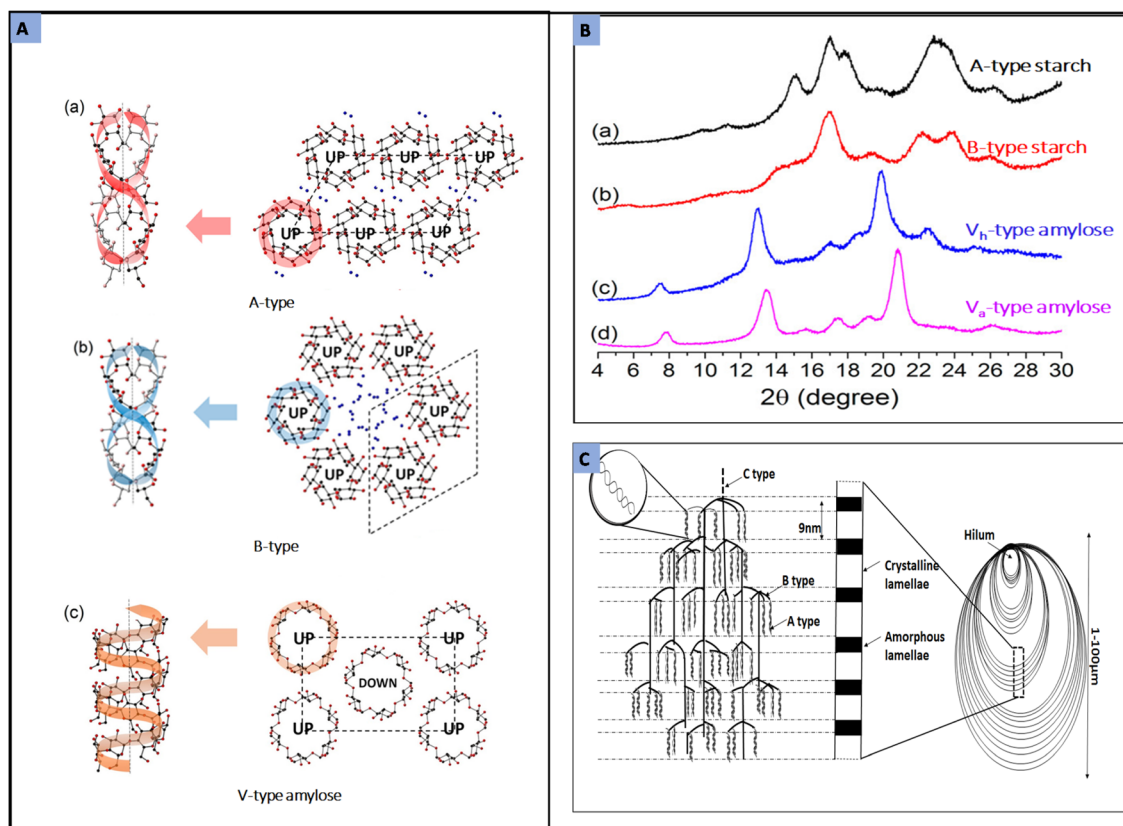 A
(a)
UP UP UP
UP UP UP
A-type
(b)
UP UP
UP UP
UP UP
B-type
(c)
UP UP
DOWN
UP UP
V-type amylose
B
A-type starch
(a)
B-type starch
(b)
Vh-type amylose
(c)
Va-type amylose
(d)
4 6 8 10 12 14 16 18 20 22 24 26 28 30
2θ (degree)
C
C type
9nm
Hilum
Crystalline
lamellae
B type
A type
Amorphous
lamellae
1-100µm